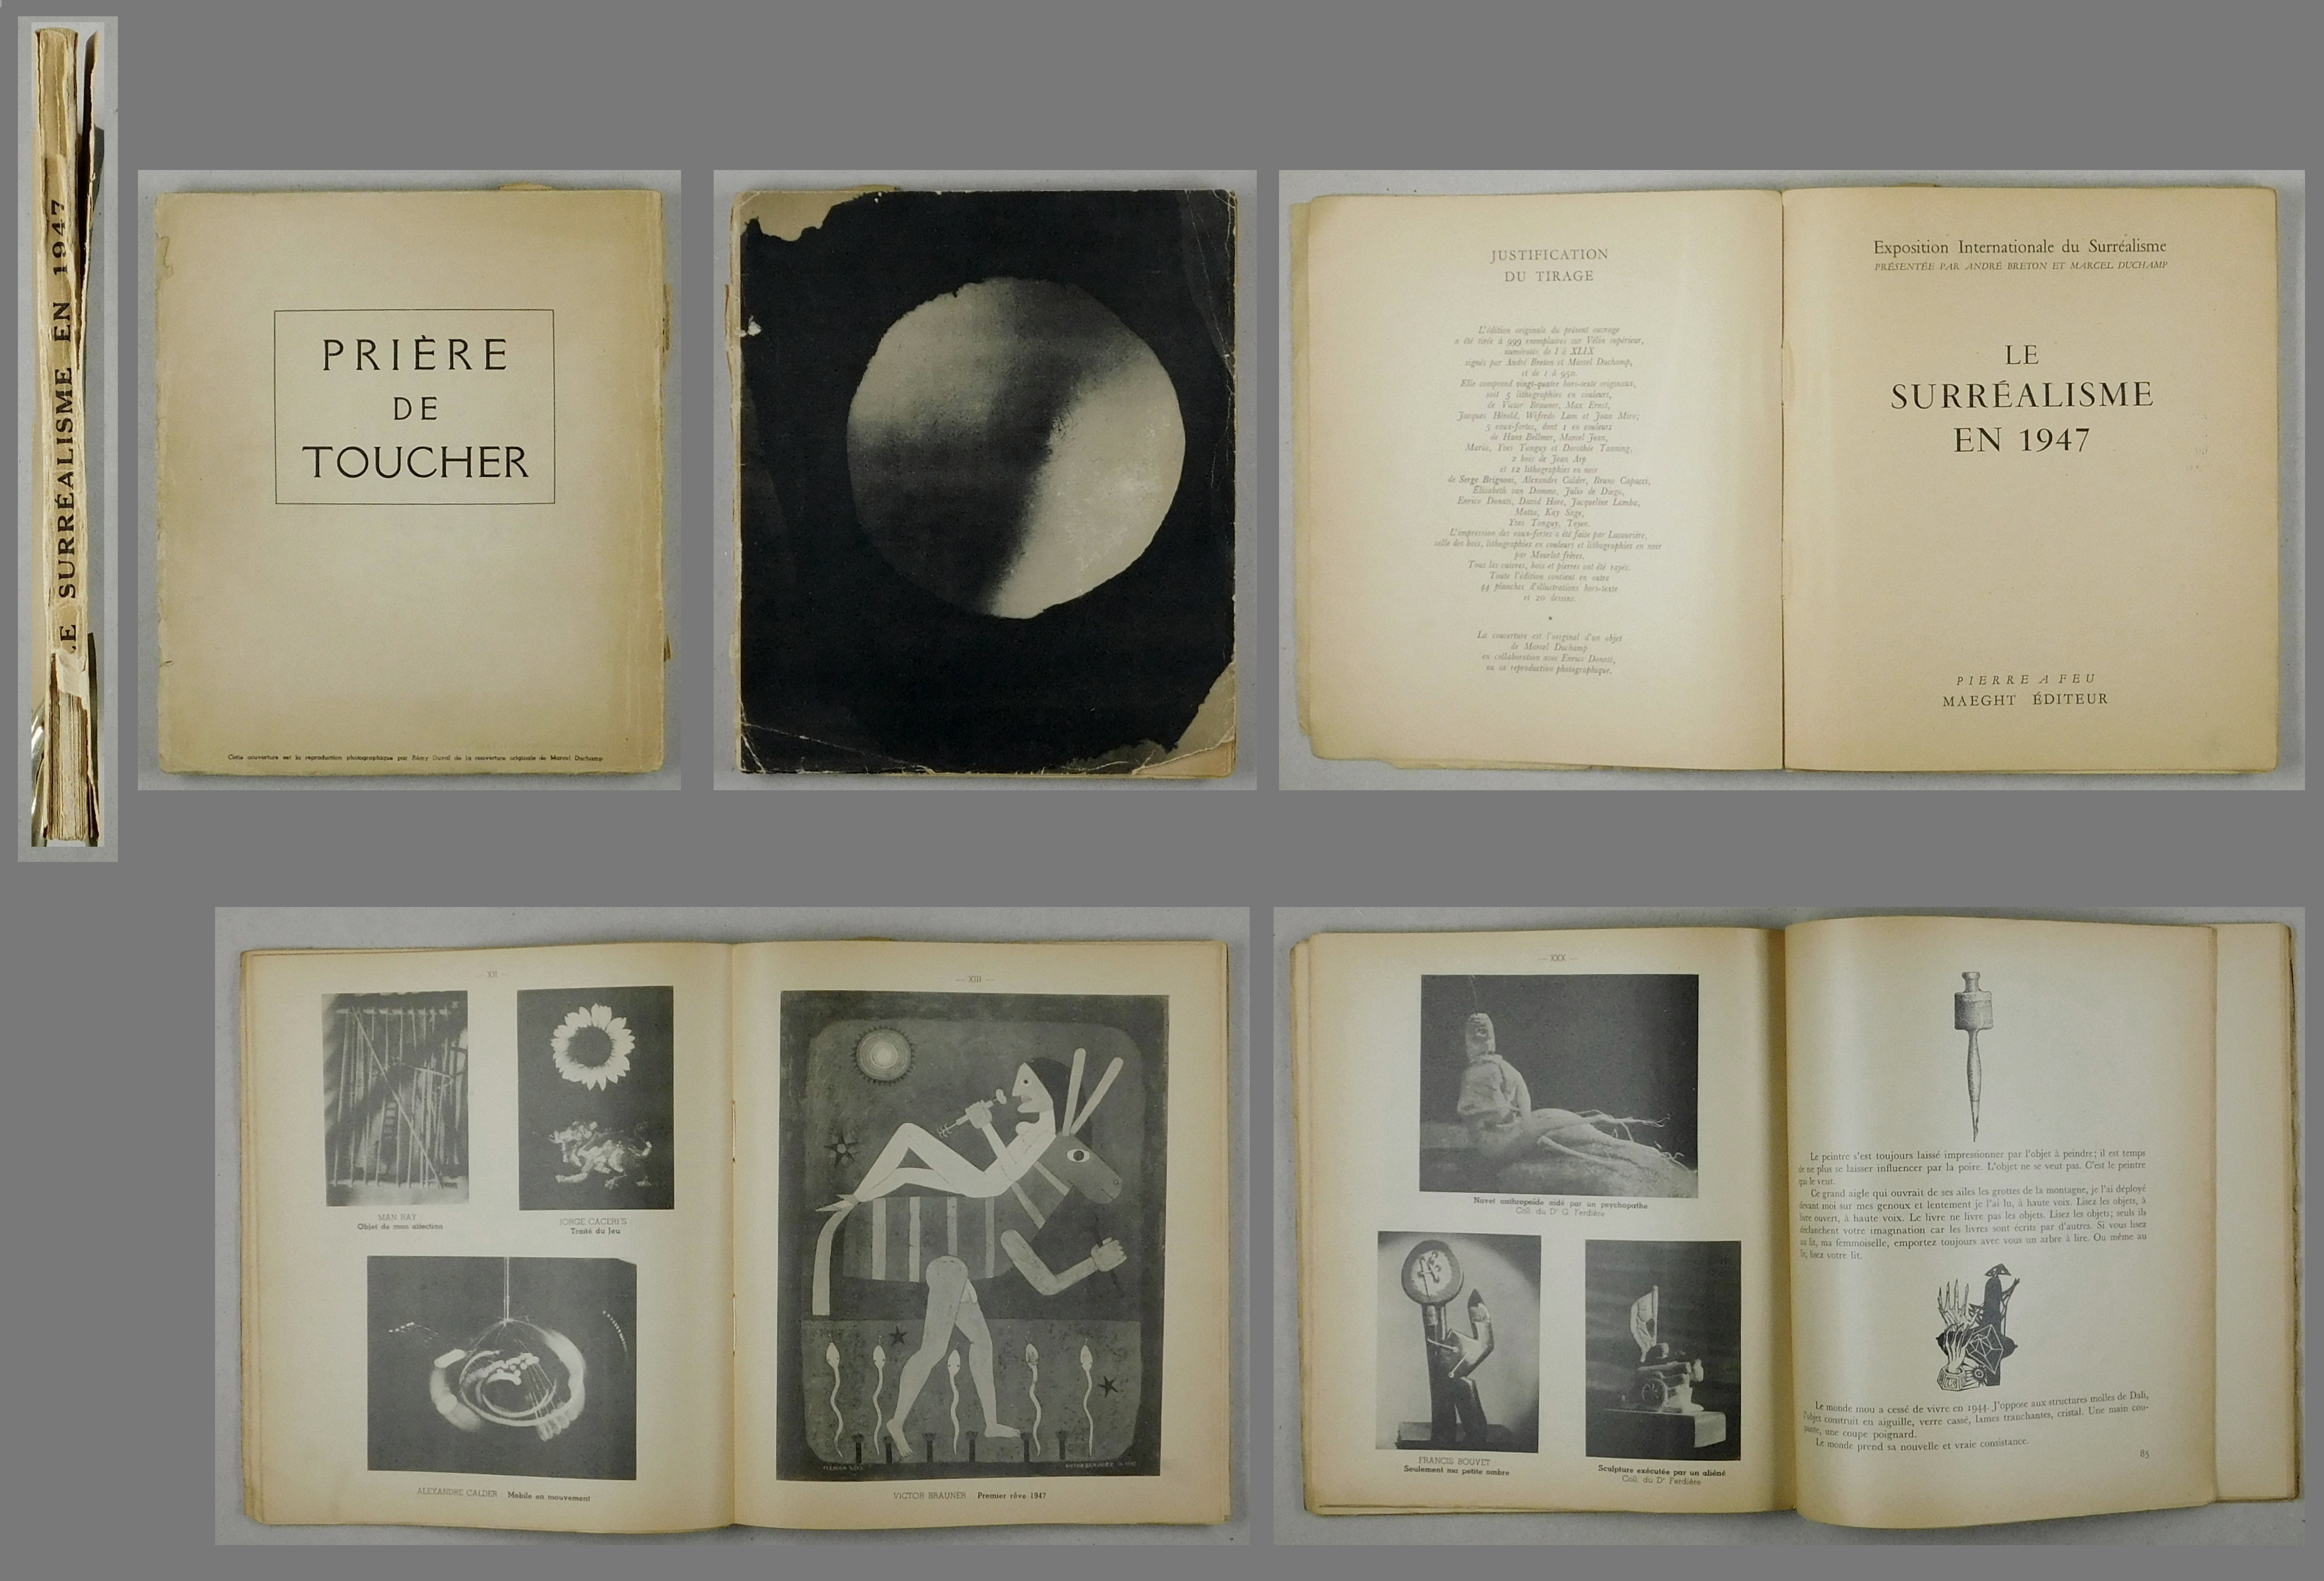 LE SURRÉALISME EN 1947
PRIÈRE
DE
TOUCHER
Cette couverture est la reproduction photographique par Rémy Duval de la couverture originale de Marcel Duchamp
JUSTIFICATION
DU TIRAGE
L'édition originale du présent ouvrage
a été tirée à 999 exemplaires sur Vélin supérieur,
numérotés de I à XLIX
signés par André Breton et Marcel Duchamp,
et de 1 à 950.
Elle comprend vingt-quatre hors-texte originaux,
soit 5 lithographies en couleurs,
de Victor Brauner, Max Ernst,
Jacques Hérold, Wifredo Lam et Joan Miro;
5 eaux-fortes, dont 1 en couleurs
de Hans Bellmer, Marcel Jean,
Maria, Yves Tanguy et Dorothée Tanning,
2 bois de Jean Arp
et 12 lithographies en noir
de Serge Brignoni, Alexandre Calder, Bruno Capacci,
Élisabeth van Damme, Julio de Diego,
Enrico Donati, David Hare, Jacqueline Lamba,
Matta, Kay Sage,
Yves Tanguy, Toyen.
L'impression des eaux-fortes a été faite par Lacourière,
celle des bois, lithographies en couleurs et lithographies en noir
par Mourlot frères.
Tous les cuivres, bois et pierres ont été rayés.
Toute l'édition contient en outre
44 planches d'illustrations hors-texte
et 20 dessins.
La couverture est l'original d'un objet
de Marcel Duchamp
en collaboration avec Enrico Donati,
ou sa reproduction photographique.
Exposition Internationale du Surréalisme
PRÉSENTÉE PAR ANDRÉ BRETON ET MARCEL DUCHAMP
LE
SURRÉALISME
EN 1947
PIERRE A FEU
MAEGHT ÉDITEUR
— XII —
MAN RAY
Objet de mon affection
JORGE CACERES
Traité du Jeu
ALEXANDRE CALDER Mobile en mouvement
— XIII —
VICTOR BRAUNER Premier rêve 1947
— XXX —
Navet anthropoïde aidé par un psychopathe
Coll. du Dr G. Ferdière
FRANCIS BOUVET
Seulement ma petite ombre
Sculpture exécutée par un aliéné
Coll. du Dr Ferdière
Le peintre s'est toujours laissé impressionner par l'objet à peindre; il est temps
de ne plus se laisser influencer par la poire. L'objet ne se veut pas. C'est le peintre
qui le veut.
Ce grand aigle qui ouvrait de ses ailes les grottes de la montagne, je l'ai déployé
devant moi sur mes genoux et lentement je l'ai lu, à haute voix. Lisez les objets, à
livre ouvert, à haute voix. Le livre ne livre pas les objets. Lisez les objets; seuls ils
déclanchent votre imagination car les livres sont écrits par d'autres. Si vous lisez
au lit, ma femmoiselle, emportez toujours avec vous un arbre à lire. Ou même au
lit, lisez votre lit.
Le monde mou a cessé de vivre en 1944. J'oppose aux structures molles de Dali,
l'objet construit en aiguille, verre cassé, lames tranchantes, cristal. Une main cou-
pante, une coupe poignard.
Le monde prend sa nouvelle et vraie consistance.
85